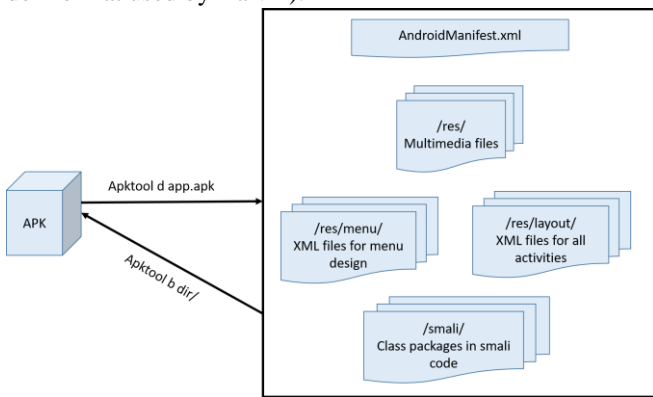 AndroidManifest.xml
/res/
Multimedia files
Apktool d app.apk
APK
/res/menu/
XML files for menu
design
/res/layout/
XML files for all
activities
Apktool b dir/
/smali/
Class packages in smali
code